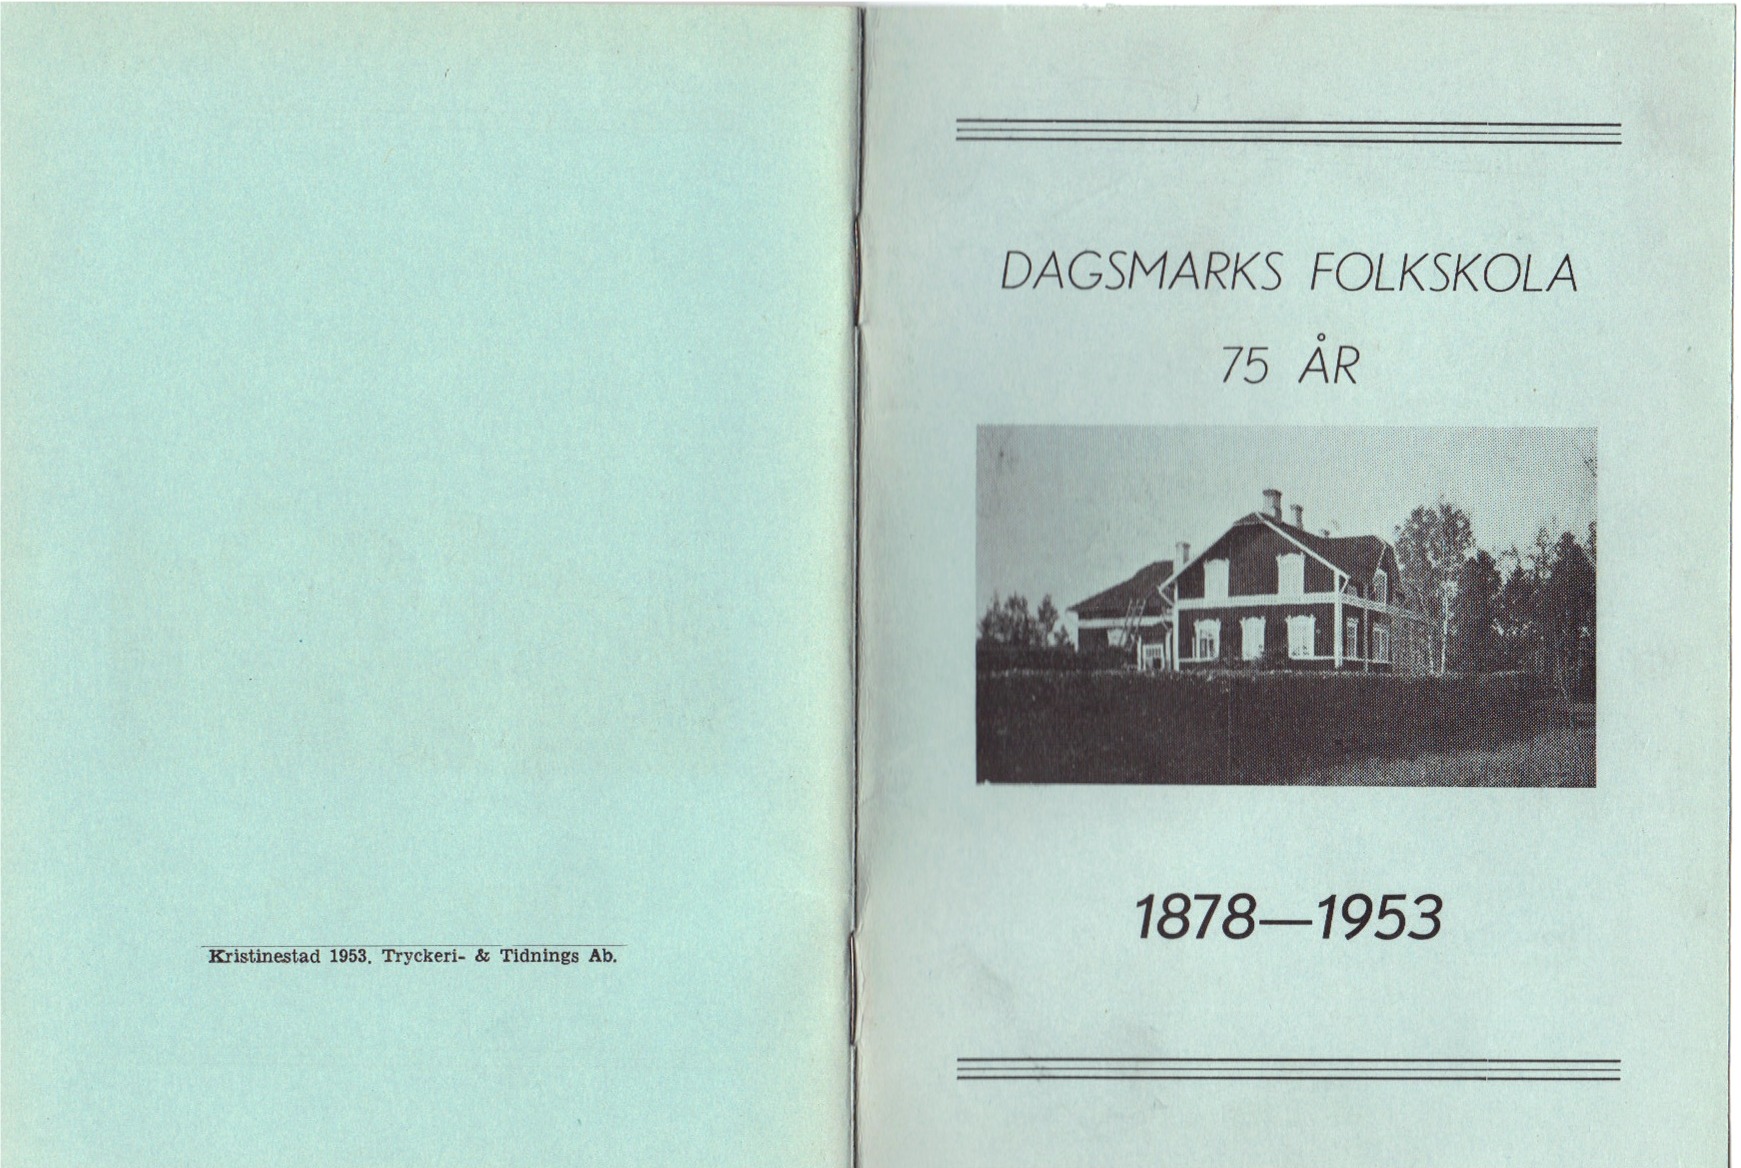 Kristinestad 1953. Tryckeri- & Tidnings Ab.
DAGSMARKS FOLKSKOLA
75 ÅR
1878—1953